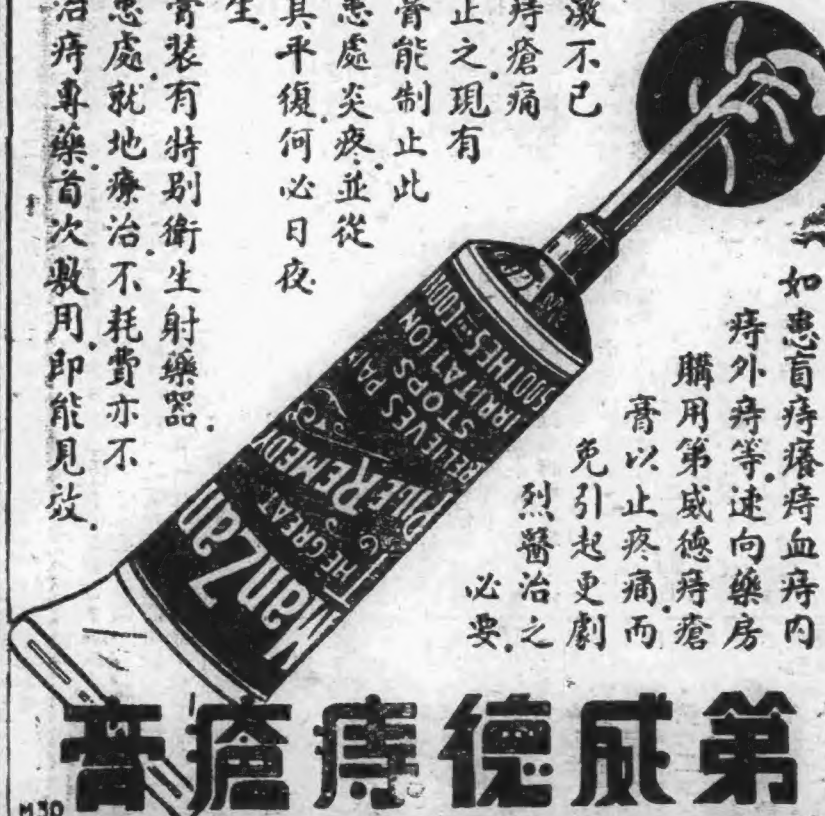 如患盲痔癢痔血痔内
痔外痔等.速向藥房
購用第威德痔瘡
膏以止疼痛.而
免引起更劇
烈醫治之
必要.
激不已
痔瘡痛
止之.現有
膏能制止此
患處炎疼.並從
其平復.何必日夜
生.
膏裝有特別衛生射藥器.
患處就地療治.不耗費亦不
治痔專藥.首次敷用.即能見效.
ManZan
THE GREAT
PILE REMEDY
RELIEVES PAIN
STOPS
IRRITATION
SOOTHES
第威德痔瘡膏
M30